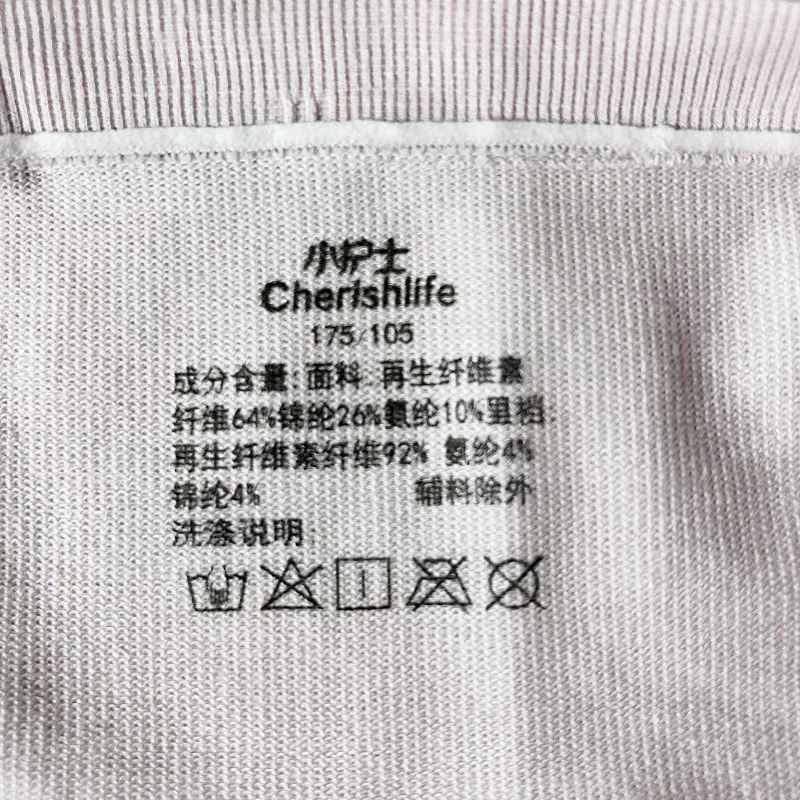 小护士
Cherishlife
175/105
成分含量:面料:再生纤维素
纤维64%锦纶26%氨纶10%里裆:
再生纤维素纤维92% 氨纶4%
锦纶4% 辅料除外
洗涤说明: